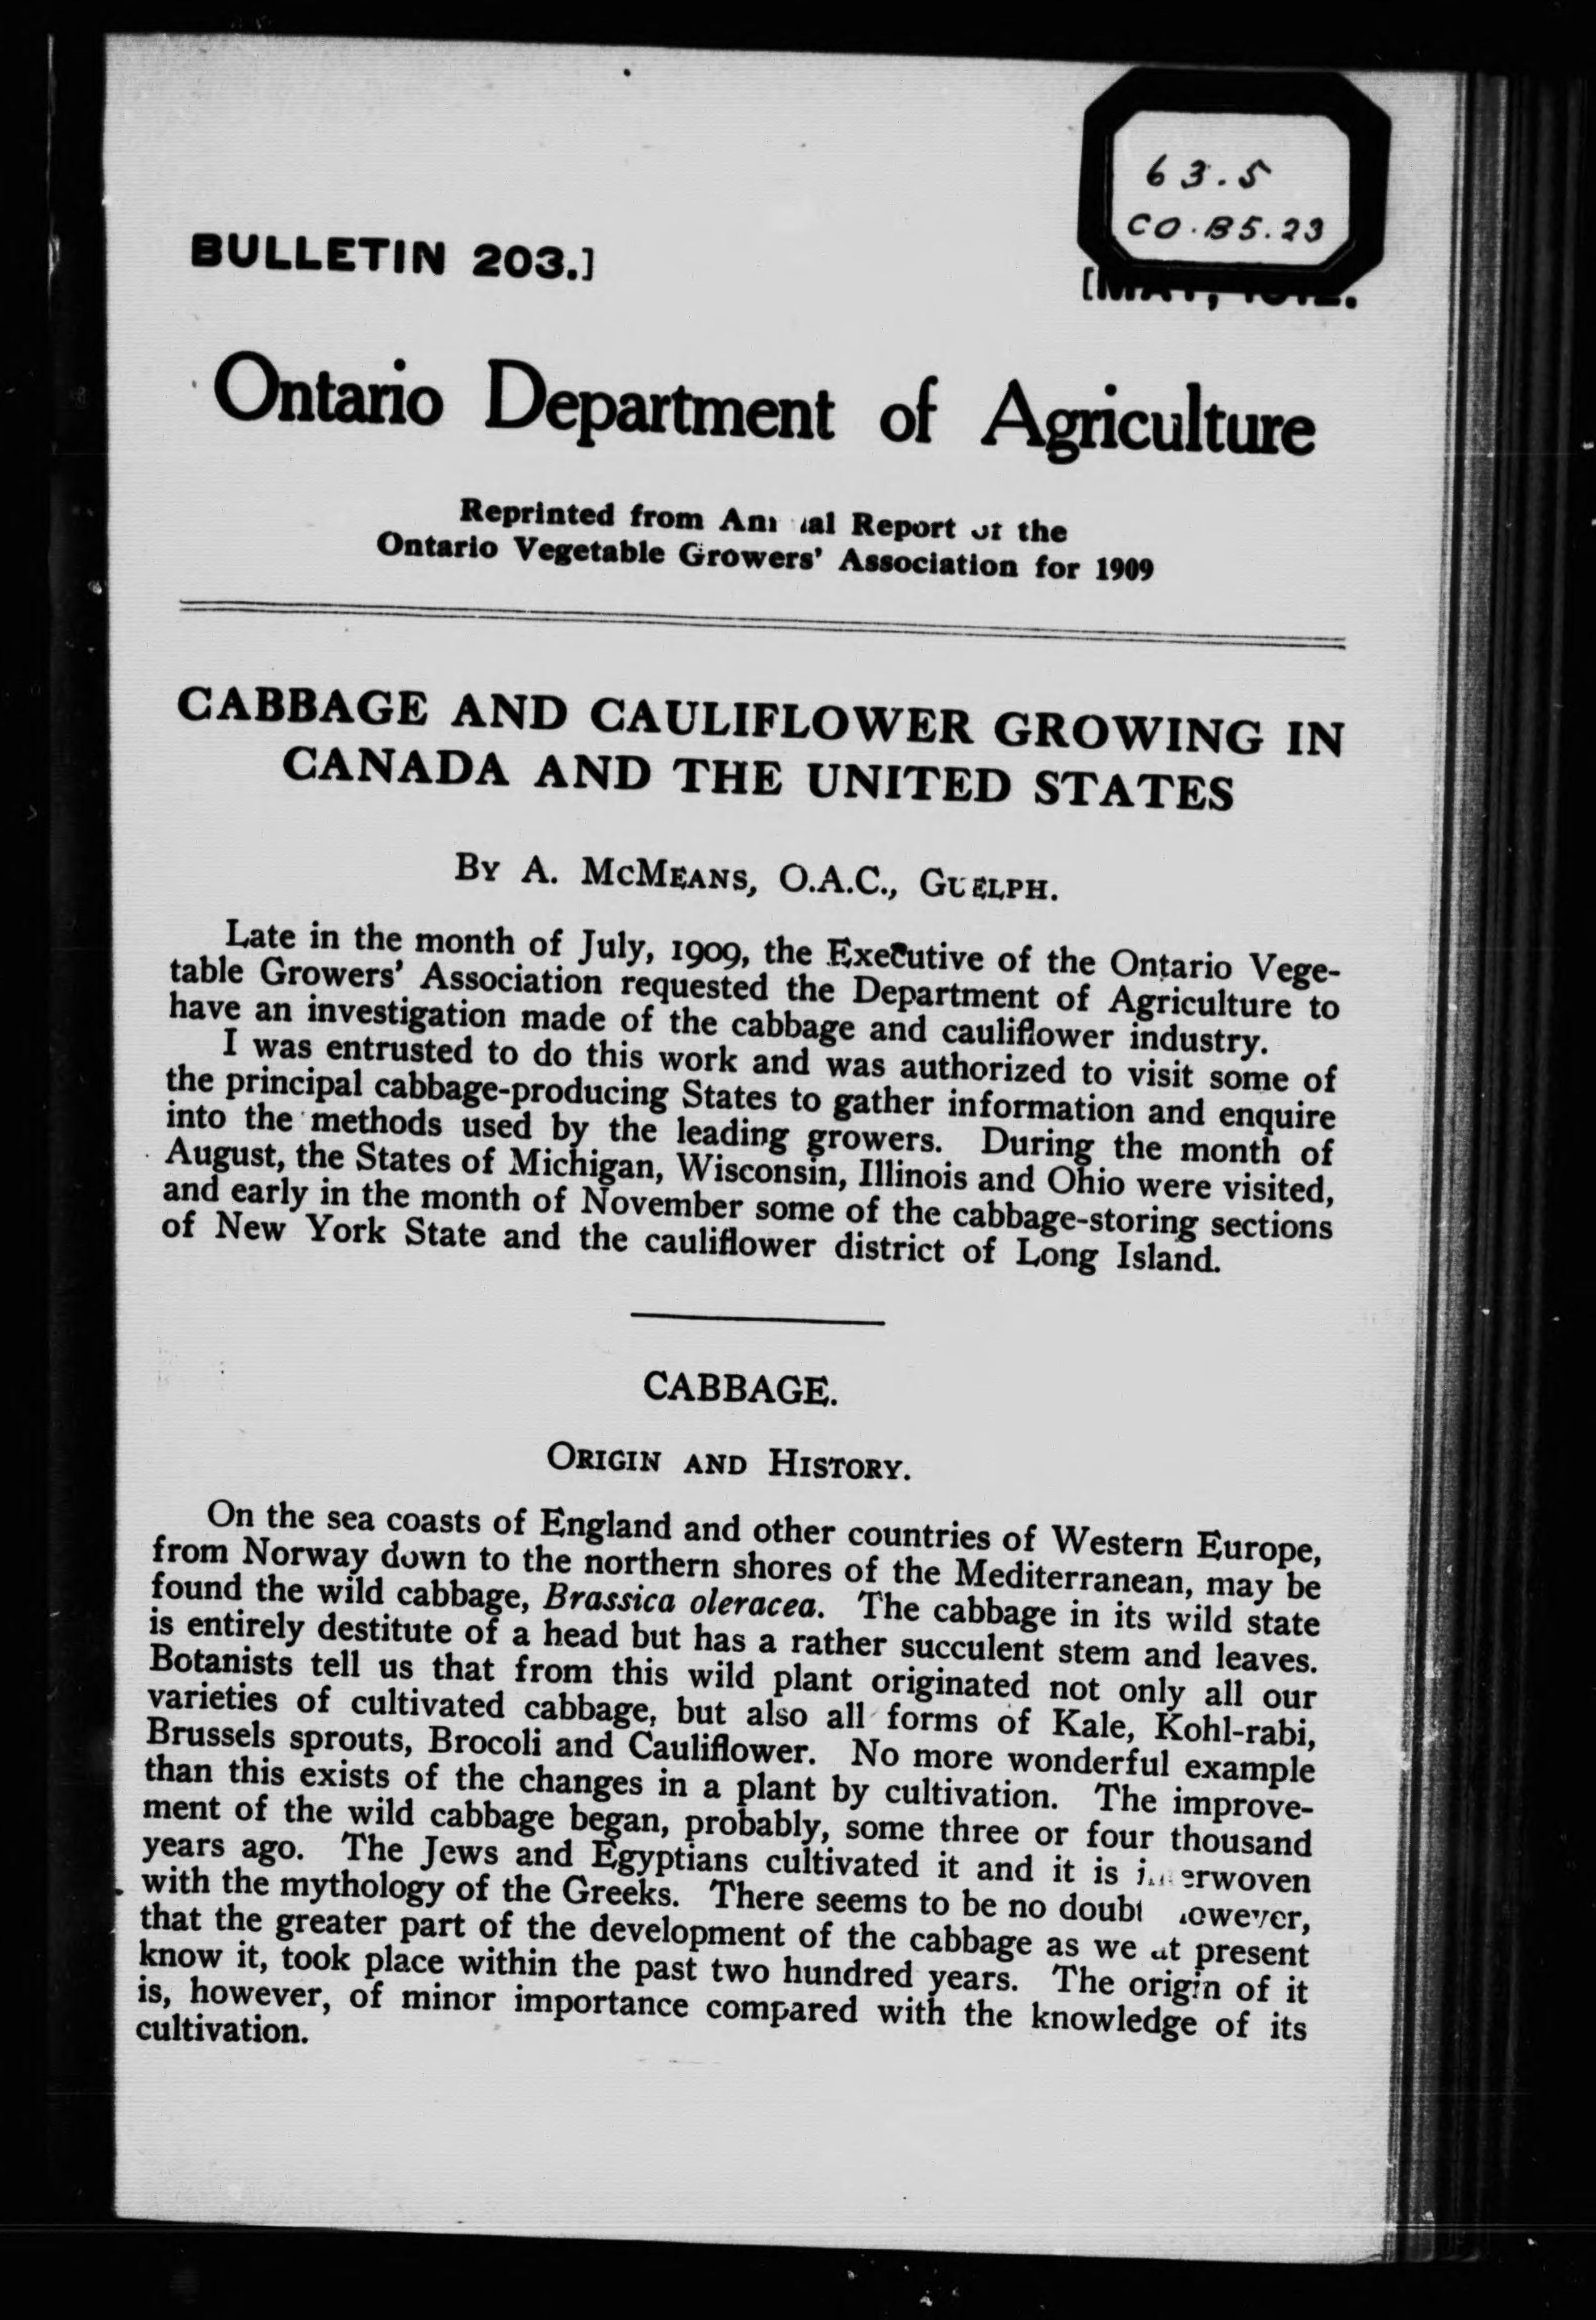 63.5
CO.B5.23
BULLETIN 203.]
Ontario Department of Agriculture
Reprinted from Report of the
Ontario Vegetable Growers' Association for 1909
CABBAGE AND CAULIFLOWER GROWING IN
CANADA AND THE UNITED STATES
By A. McMeans, O.A.C., Guelph.
Late in the month of July, 1909, the Executive of the Ontario Vege-
table Growers' Association requested the Department of Agriculture to
have an investigation made of the cabbage and cauliflower industry.
I was entrusted to do this work and was authorized to visit some of
the principal cabbage-producing States to gather information and enquire
into the methods used by the leading growers. During the month of
August, the States of Michigan, Wisconsin, Illinois and Ohio were visited,
and early in the month of November some of the cabbage-storing sections
of New York State and the cauliflower district of Long Island.
CABBAGE.
Origin and History.
On the sea coasts of England and other countries of Western Europe,
from Norway down to the northern shores of the Mediterranean, may be
found the wild cabbage, Brassica oleracea. The cabbage in its wild state
is entirely destitute of a head but has a rather succulent stem and leaves.
Botanists tell us that from this wild plant originated not only all our
varieties of cultivated cabbage, but also all forms of Kale, Kohl-rabi,
Brussels sprouts, Brocoli and Cauliflower. No more wonderful example
than this exists of the changes in a plant by cultivation. The improve-
ment of the wild cabbage began, probably, some three or four thousand
years ago. The Jews and Egyptians cultivated it and it is
with the mythology of the Greeks. There seems to be no doubt however,
that the greater part of the development of the cabbage as we at present
know it, took place within the past two hundred years. The origin of it
is, however, of minor importance compared with the knowledge of its
cultivation.